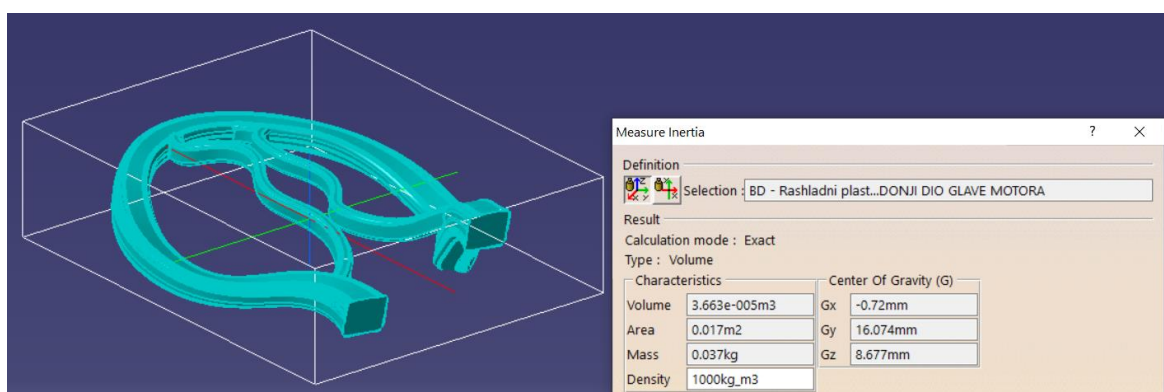 Measure Inertia ? X
Definition
Selection : BD - Rashladni plast...DONJI DIO GLAVE MOTORA
Result
Calculation mode : Exact
Type : Volume
Characteristics Center Of Gravity (G)
Volume 3.663e-005m3 Gx -0.72mm
Area 0.017m2 Gy 16.074mm
Mass 0.037kg Gz 8.677mm
Density 1000kg_m3